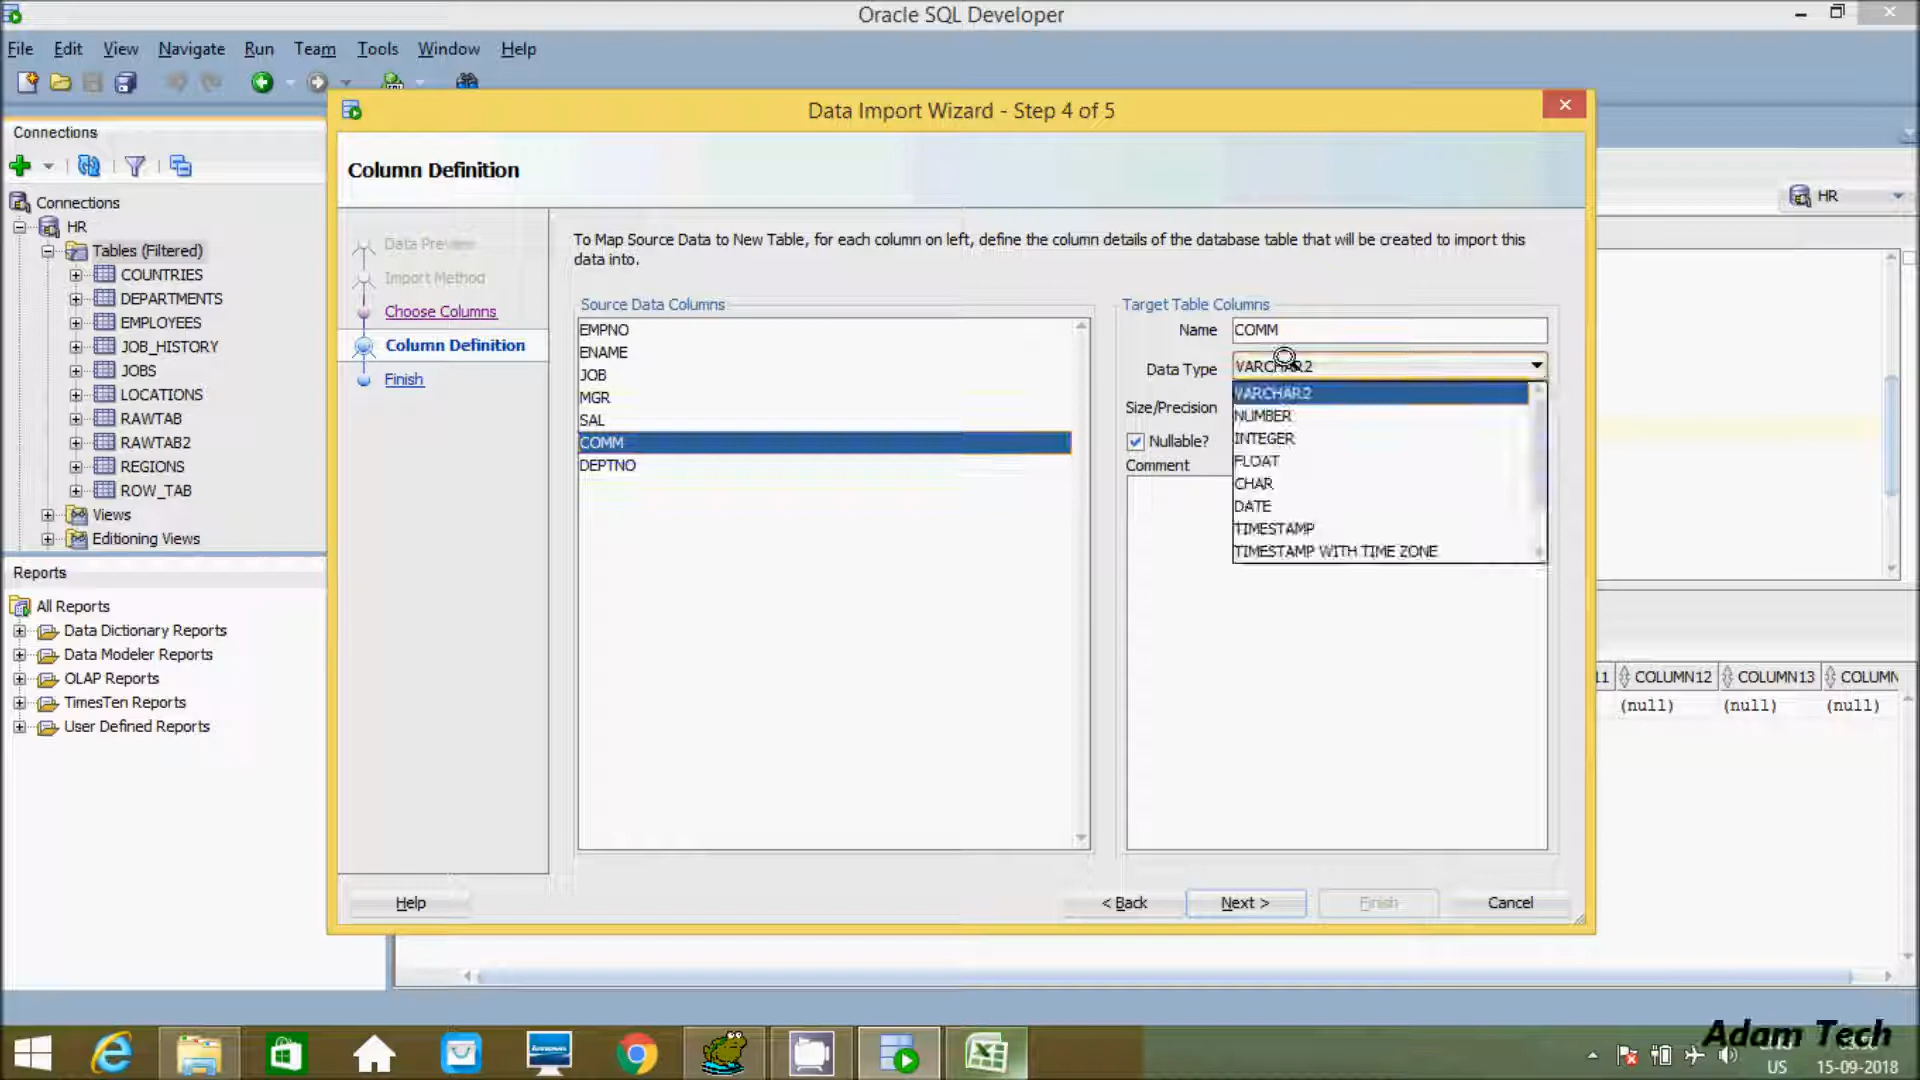 Oracle SQL Developer
File Edit View Navigate Run Team Tools Window Help
Connections
Connections
HR
Tables (Filtered)
COUNTRIES
DEPARTMENTS
EMPLOYEES
JOB_HISTORY
JOBS
LOCATIONS
RAWTAB
RAWTAB2
REGIONS
ROW_TAB
Views
Editioning Views
Reports
All Reports
Data Dictionary Reports
Data Modeler Reports
OLAP Reports
TimesTen Reports
User Defined Reports
Data Import Wizard - Step 4 of 5
Column Definition
Data Preview
Import Method
Choose Columns
Column Definition
Finish
To Map Source Data to New Table, for each column on left, define the column details of the database table that will be created to import this
data into.
Source Data Columns
EMPNO
ENAME
JOB
MGR
SAL
COMM
DEPTNO
Target Table Columns
Name COMM
Data Type VARCHAR2
Size/Precision
Nullable?
Comment
VARCHAR2
NUMBER
INTEGER
FLOAT
CHAR
DATE
TIMESTAMP
TIMESTAMP WITH TIME ZONE
Help < Back Next > Finish Cancel
HR
11 COLUMN12 COLUMN13 COLUMN
(null) (null) (null)
Adam Tech
US 15-09-2018